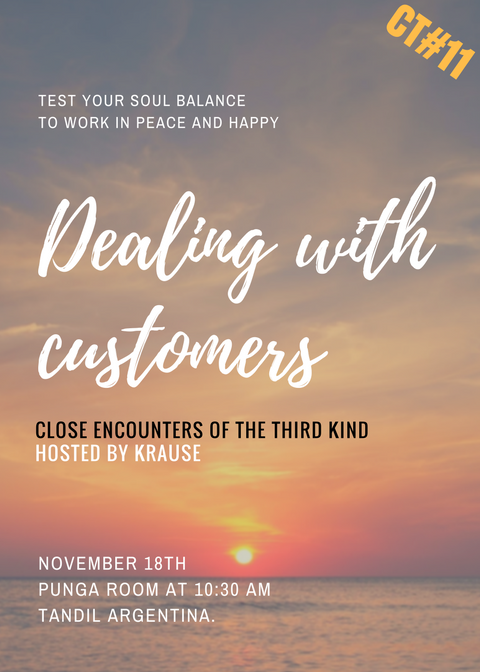 CT#11
TEST YOUR SOUL BALANCE
TO WORK IN PEACE AND HAPPY
Dealing with
customers
CLOSE ENCOUNTERS OF THE THIRD KIND
HOSTED BY KRAUSE
NOVEMBER 18TH
PUNGA ROOM AT 10:30 AM
TANDIL ARGENTINA.